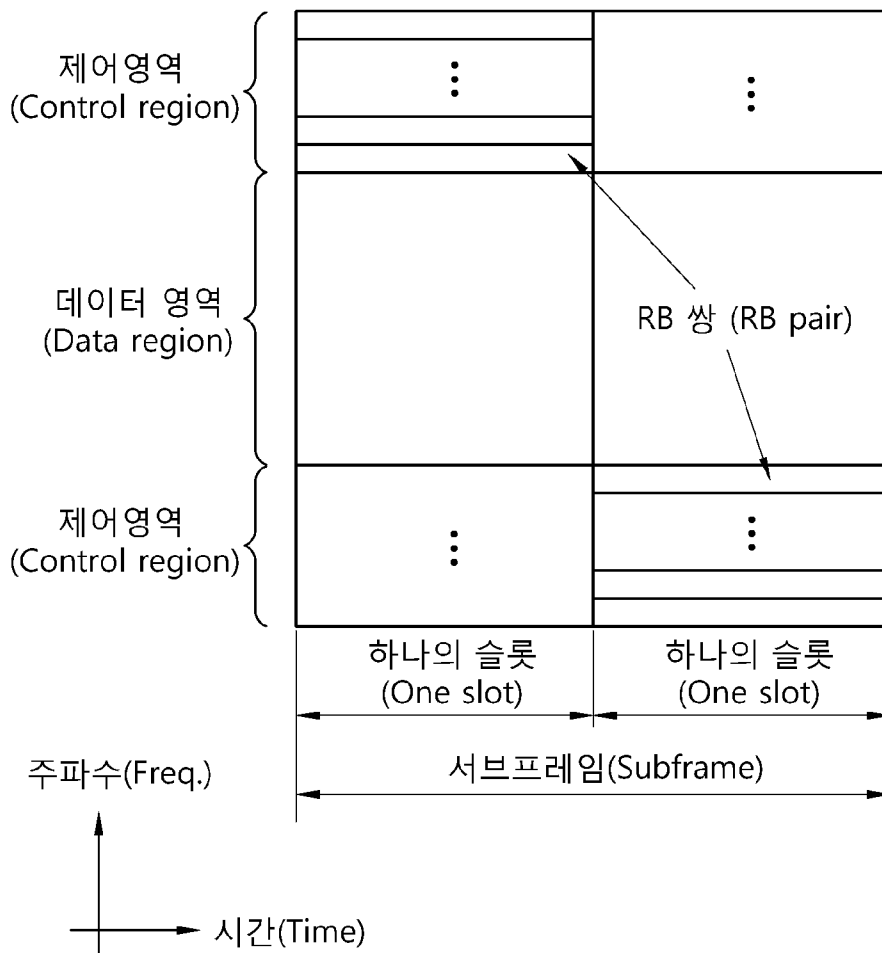 제어영역
(Control region)
데이터 영역
(Data region)
RB 쌍 (RB pair)
제어영역
(Control region)
하나의 슬롯
(One slot)
하나의 슬롯
(One slot)
서브프레임(Subframe)
주파수(Freq.)
시간(Time)